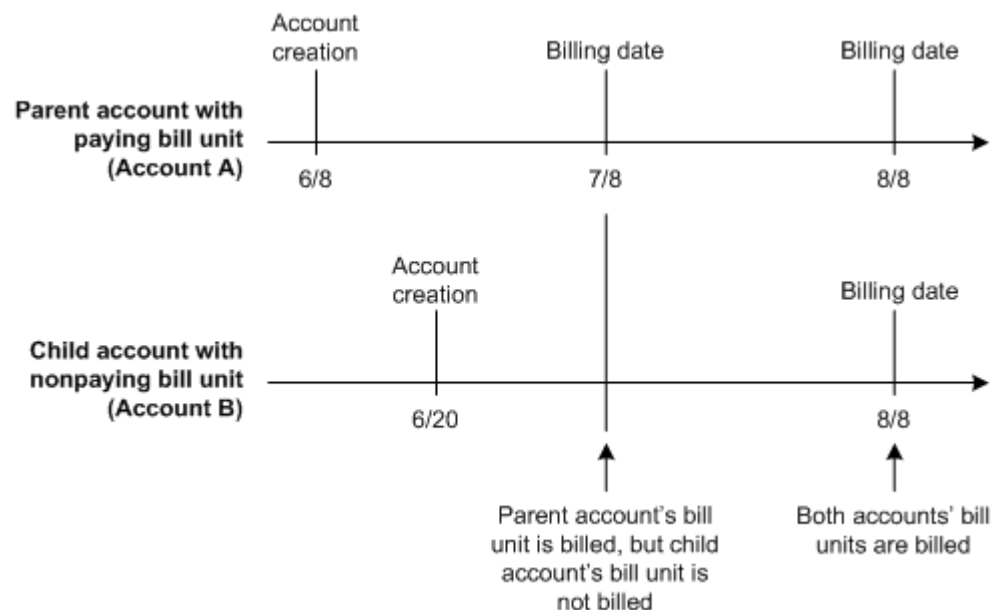 Account
creation
Billing date
Billing date
Parent account with
paying bill unit
(Account A)
6/8
7/8
8/8
Account
creation
Billing date
Child account with
nonpaying bill unit
(Account B)
6/20
8/8
Parent account's bill
unit is billed, but child
account's bill unit is
not billed
Both accounts' bill
units are billed